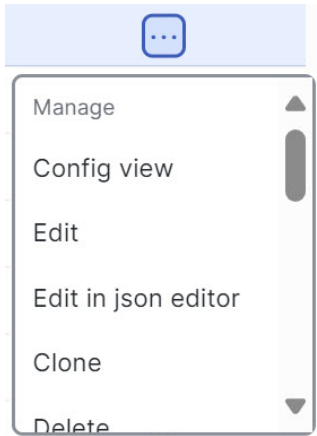 ...
Manage
Config view
Edit
Edit in json editor
Clone
Delete